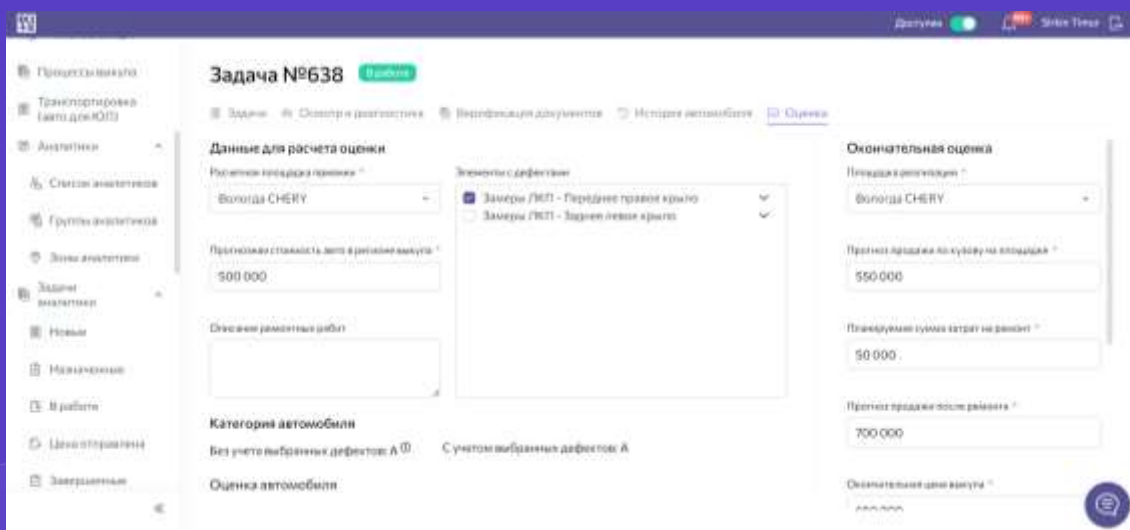 Доступен
99+
Sirkin Timur
Процессы выкупа
Транспортировка
(авто для ЮЛ)
Аналитики
Список аналитиков
Группы аналитиков
Зоны аналитики
Задачи
аналитики
Новые
Назначенные
В работе
Цена отправлена
Завершенные
Задача №638
В работе
Задача
Осмотр и диагностика
Верификация документов
История автомобиля
Оценка
Данные для расчета оценки
Расчетная площадка приемки *
Вологда CHERY
Прогнозная стоимость авто в регионе выкупа *
500 000
Описание ремонтных работ
Элементы с дефектами
Замеры ЛКП - Переднее правое крыло
Замеры ЛКП - Заднее левое крыло
Категория автомобиля
Без учета выбранных дефектов: A
С учетом выбранных дефектов: A
Оценка автомобиля
Окончательная оценка
Площадка реализации *
Вологда CHERY
Прогноз продажи по кузову на площадке *
550 000
Планируемая сумма затрат на ремонт *
50 000
Прогноз продажи после ремонта *
700 000
Окончательная цена выкупа *